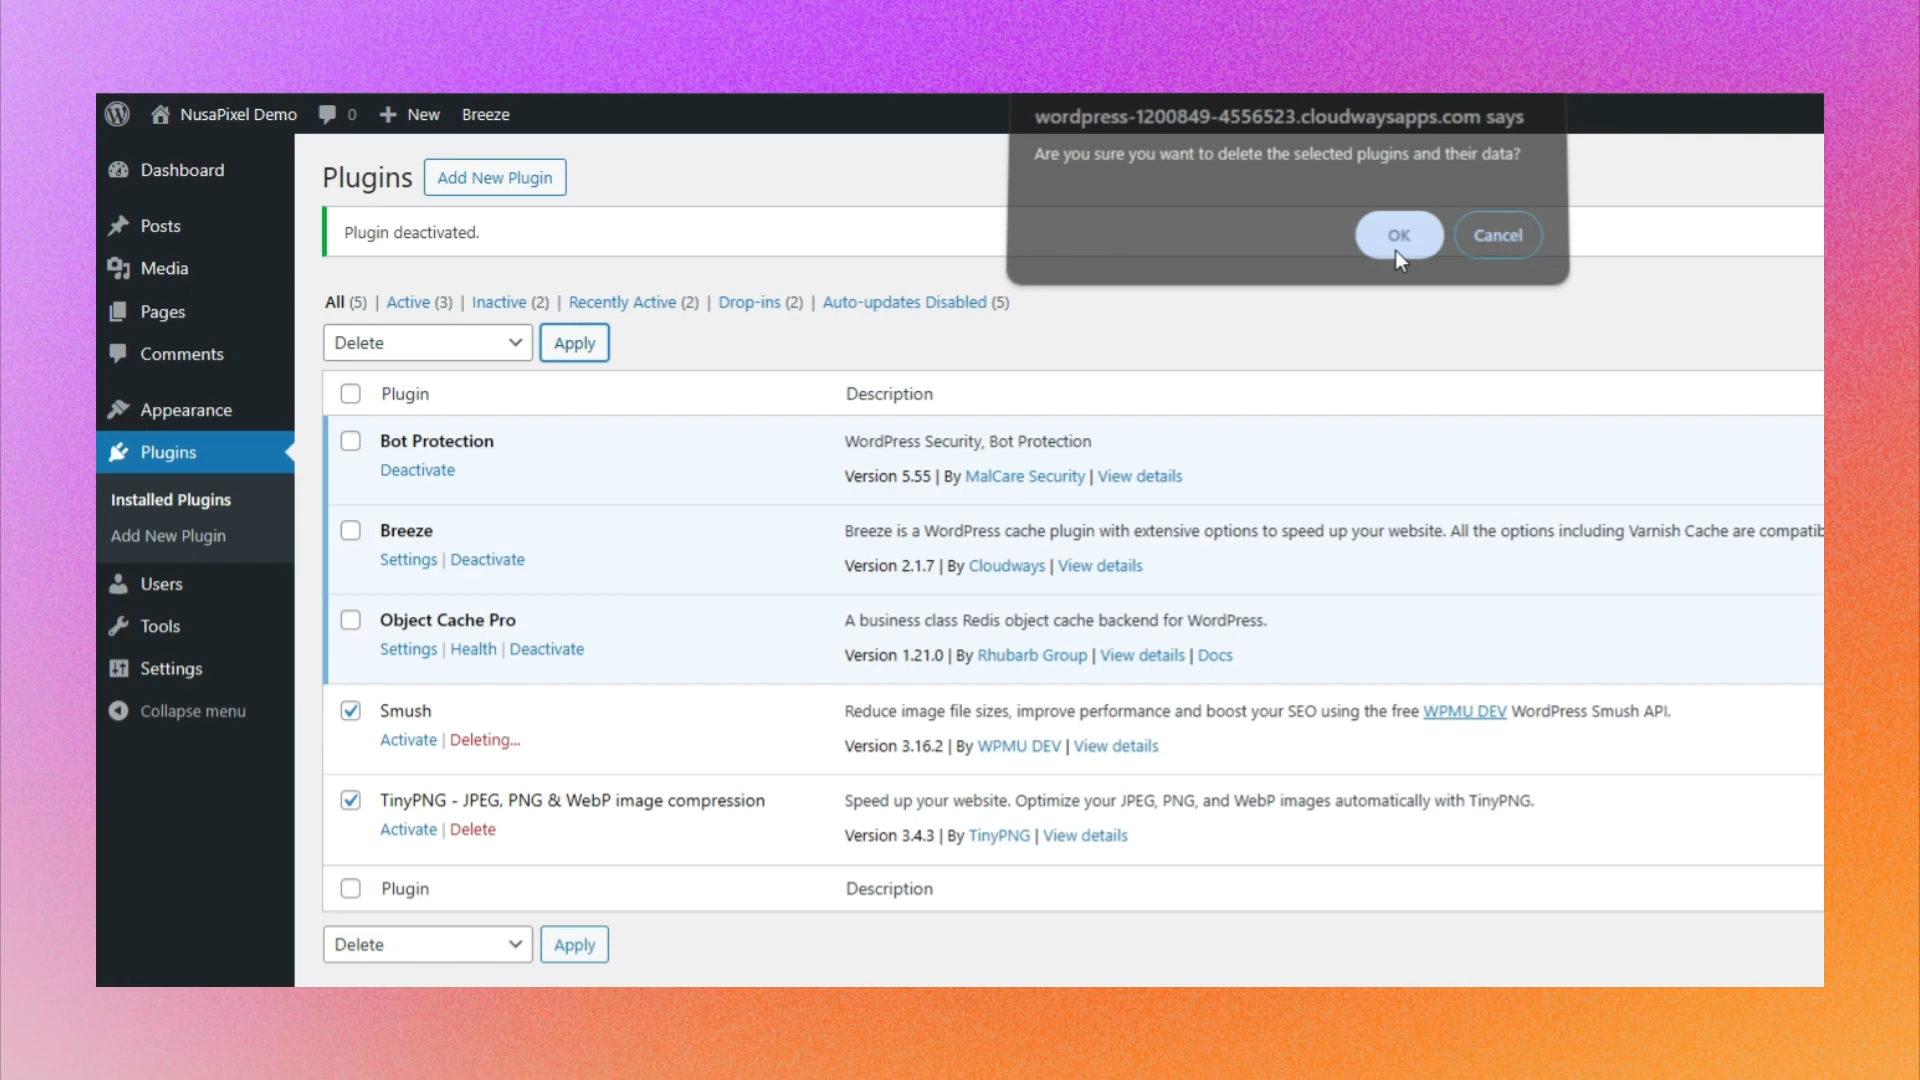 NusaPixel Demo 0 New Breeze
wordpress-1200849-4556523.cloudwaysapps.com says
Are you sure you want to delete the selected plugins and their data?
OK Cancel
Dashboard
Posts
Media
Pages
Comments
Appearance
Plugins
Installed Plugins
Add New Plugin
Users
Tools
Settings
Collapse menu
Plugins Add New Plugin
Plugin deactivated.
All (5) | Active (3) | Inactive (2) | Recently Active (2) | Drop-ins (2) | Auto-updates Disabled (5)
Delete Apply
Plugin Description
Bot Protection WordPress Security, Bot Protection
Deactivate Version 5.55 | By MalCare Security | View details
Breeze Breeze is a WordPress cache plugin with extensive options to speed up your website. All the options including Varnish Cache are compatib
Settings | Deactivate Version 2.1.7 | By Cloudways | View details
Object Cache Pro A business class Redis object cache backend for WordPress.
Settings | Health | Deactivate Version 1.21.0 | By Rhubarb Group | View details | Docs
Smush Reduce image file sizes, improve performance and boost your SEO using the free WPMU DEV WordPress Smush API.
Activate | Deleting... Version 3.16.2 | By WPMU DEV | View details
TinyPNG - JPEG, PNG & WebP image compression Speed up your website. Optimize your JPEG, PNG, and WebP images automatically with TinyPNG.
Activate | Delete Version 3.4.3 | By TinyPNG | View details
Plugin Description
Delete Apply